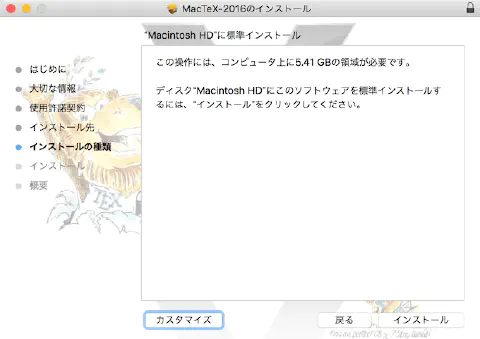 MacTeX-2016のインストール
"Macintosh HD"に標準インストール
はじめに
大切な情報
使用許諾契約
インストール先
インストールの種類
インストール
概要
この操作には、コンピュータ上に5.41 GBの領域が必要です。
ディスク"Macintosh HD"にこのソフトウェアを標準インストールす
るには、"インストール"をクリックしてください。
カスタマイズ
戻る
インストール